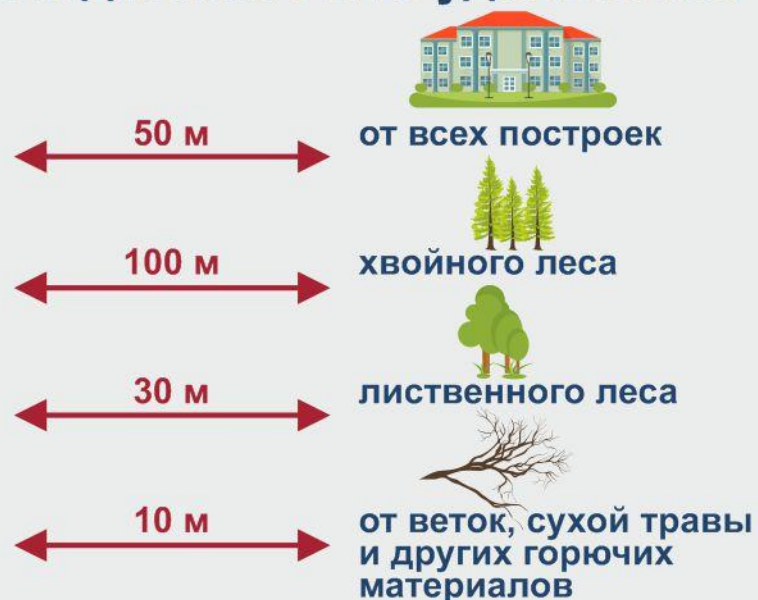 50 м
от всех построек
100 м
хвойного леса
30 м
лиственного леса
10 м
от веток, сухой травы
и других горючих
материалов